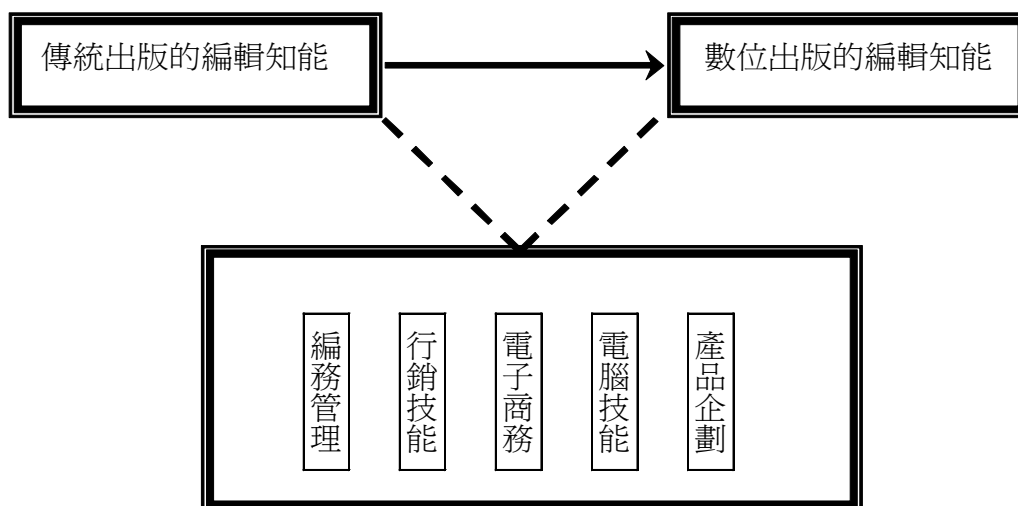 傳統出版的編輯知能
數位出版的編輯知能
編務管理
行銷技能
電子商務
電腦技能
產品企劃